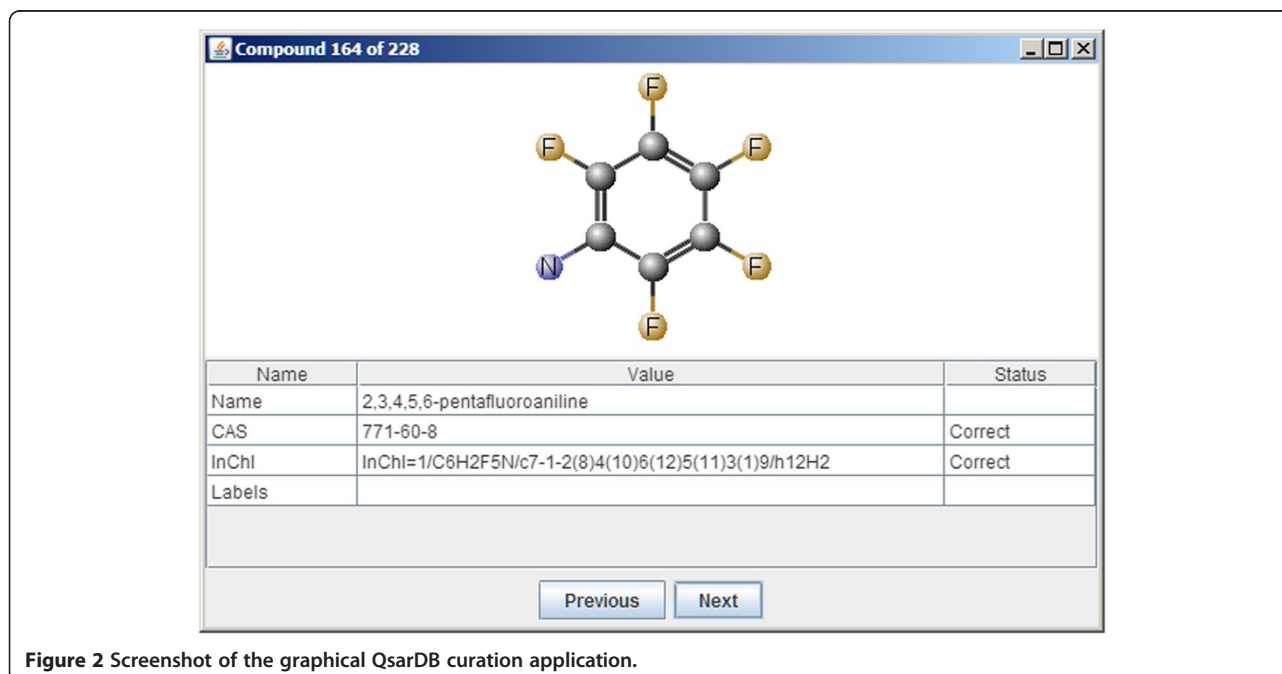 Compound 164 of 228
F
F
F
N
F
F
Name Value Status
Name 2,3,4,5,6-pentafluoroaniline
CAS 771-60-8 Correct
InChI InChI=1/C6H2F5N/c7-1-2(8)4(10)6(12)5(11)3(1)9/h12H2 Correct
Labels
Previous Next
Figure 2 Screenshot of the graphical QsarDB curation application.